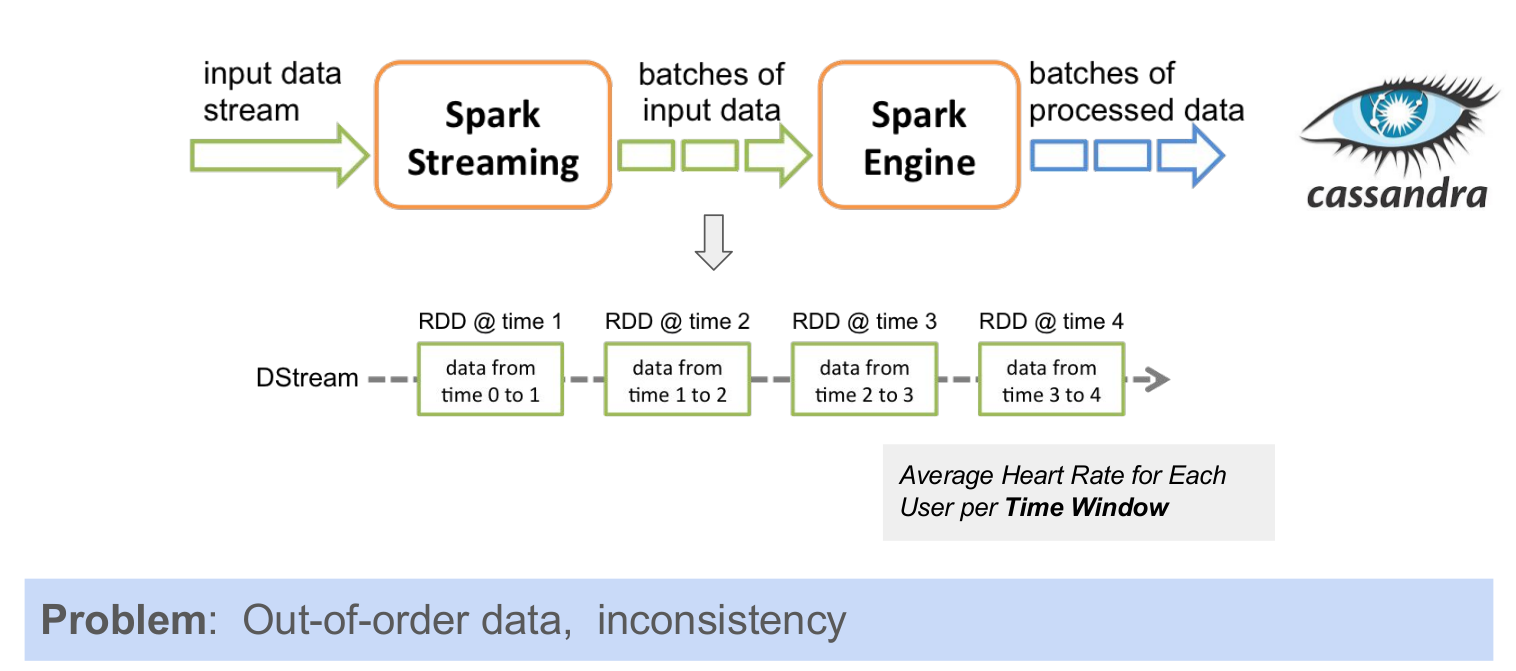 input data
stream
Spark
Streaming
batches of
input data
Spark
Engine
batches of
processed data
cassandra
RDD @ time 1
RDD @ time 2
RDD @ time 3
RDD @ time 4
DStream
data from
time 0 to 1
data from
time 1 to 2
data from
time 2 to 3
data from
time 3 to 4
Average Heart Rate for Each
User per Time Window
Problem: Out-of-order data, inconsistency